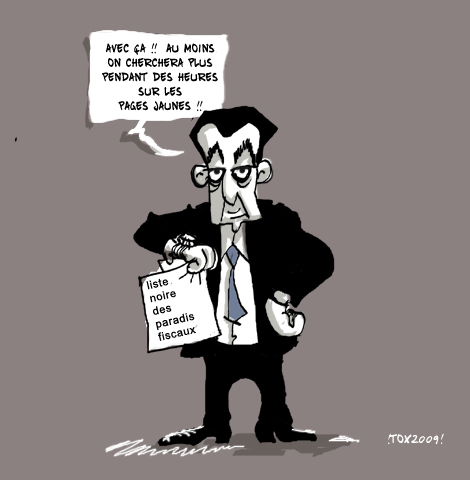 AVEC ÇA !! AU MOINS
ON CHERCHERA PLUS
PENDANT DES HEURES
SUR LES
PAGES JAUNES !!
liste
noire
des
paradis
fiscaux
!TOX2009!